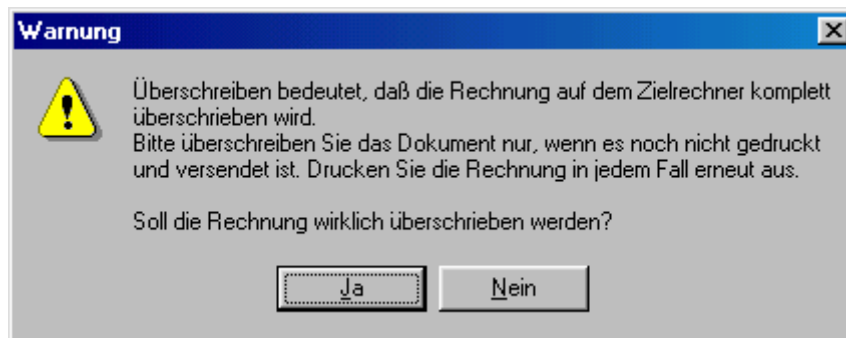 Warnung
Überschreiben bedeutet, daß die Rechnung auf dem Zielrechner komplett
überschrieben wird.
Bitte überschreiben Sie das Dokument nur, wenn es noch nicht gedruckt
und versendet ist. Drucken Sie die Rechnung in jedem Fall erneut aus.
Soll die Rechnung wirklich überschrieben werden?
Ja
Nein